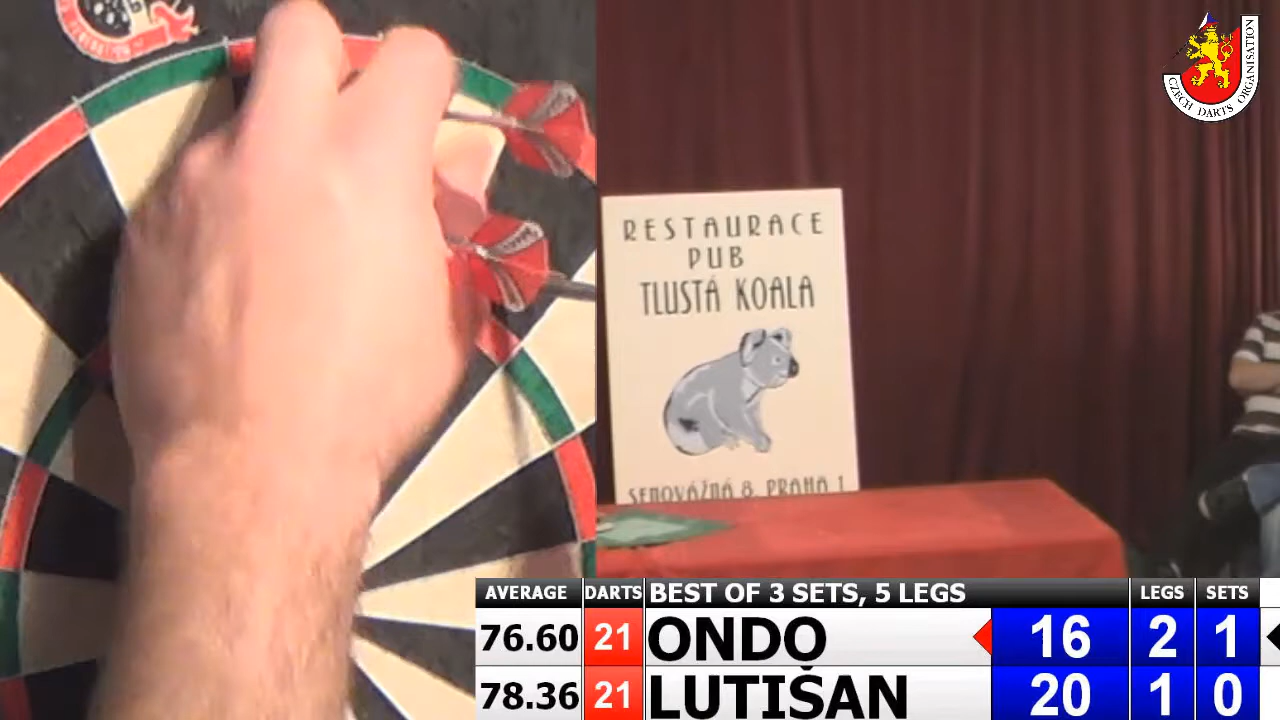 CZECH DARTS ORGANISATION
RESTAURACE
PUB
TLUSTÁ KOALA
SENOVÁŽNÁ 8, PRAHA 1
AVERAGE DARTS BEST OF 3 SETS, 5 LEGS LEGS SETS
76.60 21 ONDO 16 2 1
78.36 21 LUTIŠAN 20 1 0